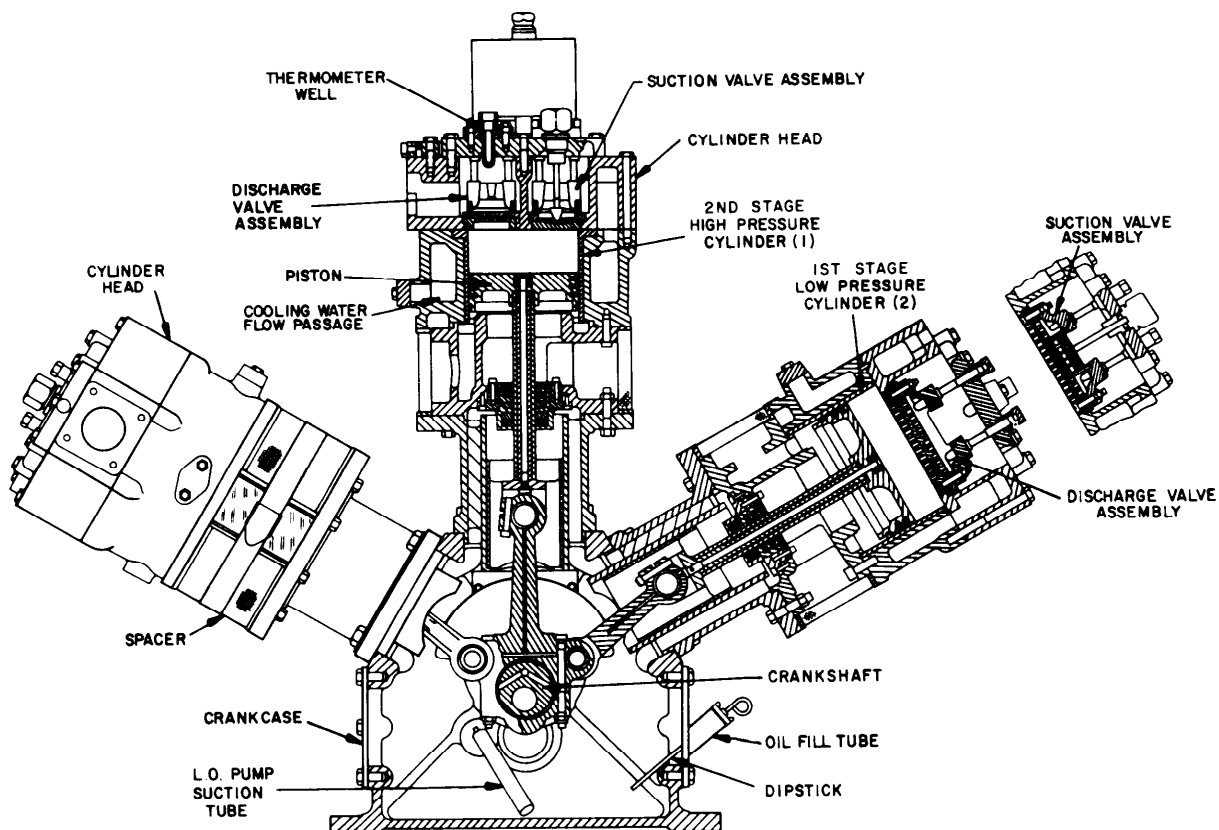 THERMOMETER
WELL
SUCTION VALVE ASSEMBLY
CYLINDER HEAD
DISCHARGE
VALVE
ASSEMBLY
2ND STAGE
HIGH PRESSURE
CYLINDER (1)
SUCTION VALVE
ASSEMBLY
CYLINDER
HEAD
PISTON
1ST STAGE
LOW PRESSURE
CYLINDER (2)
COOLING WATER
FLOW PASSAGE
DISCHARGE VALVE
ASSEMBLY
SPACER
CRANKSHAFT
CRANKCASE
OIL FILL TUBE
L.O. PUMP
SUCTION
TUBE
DIPSTICK